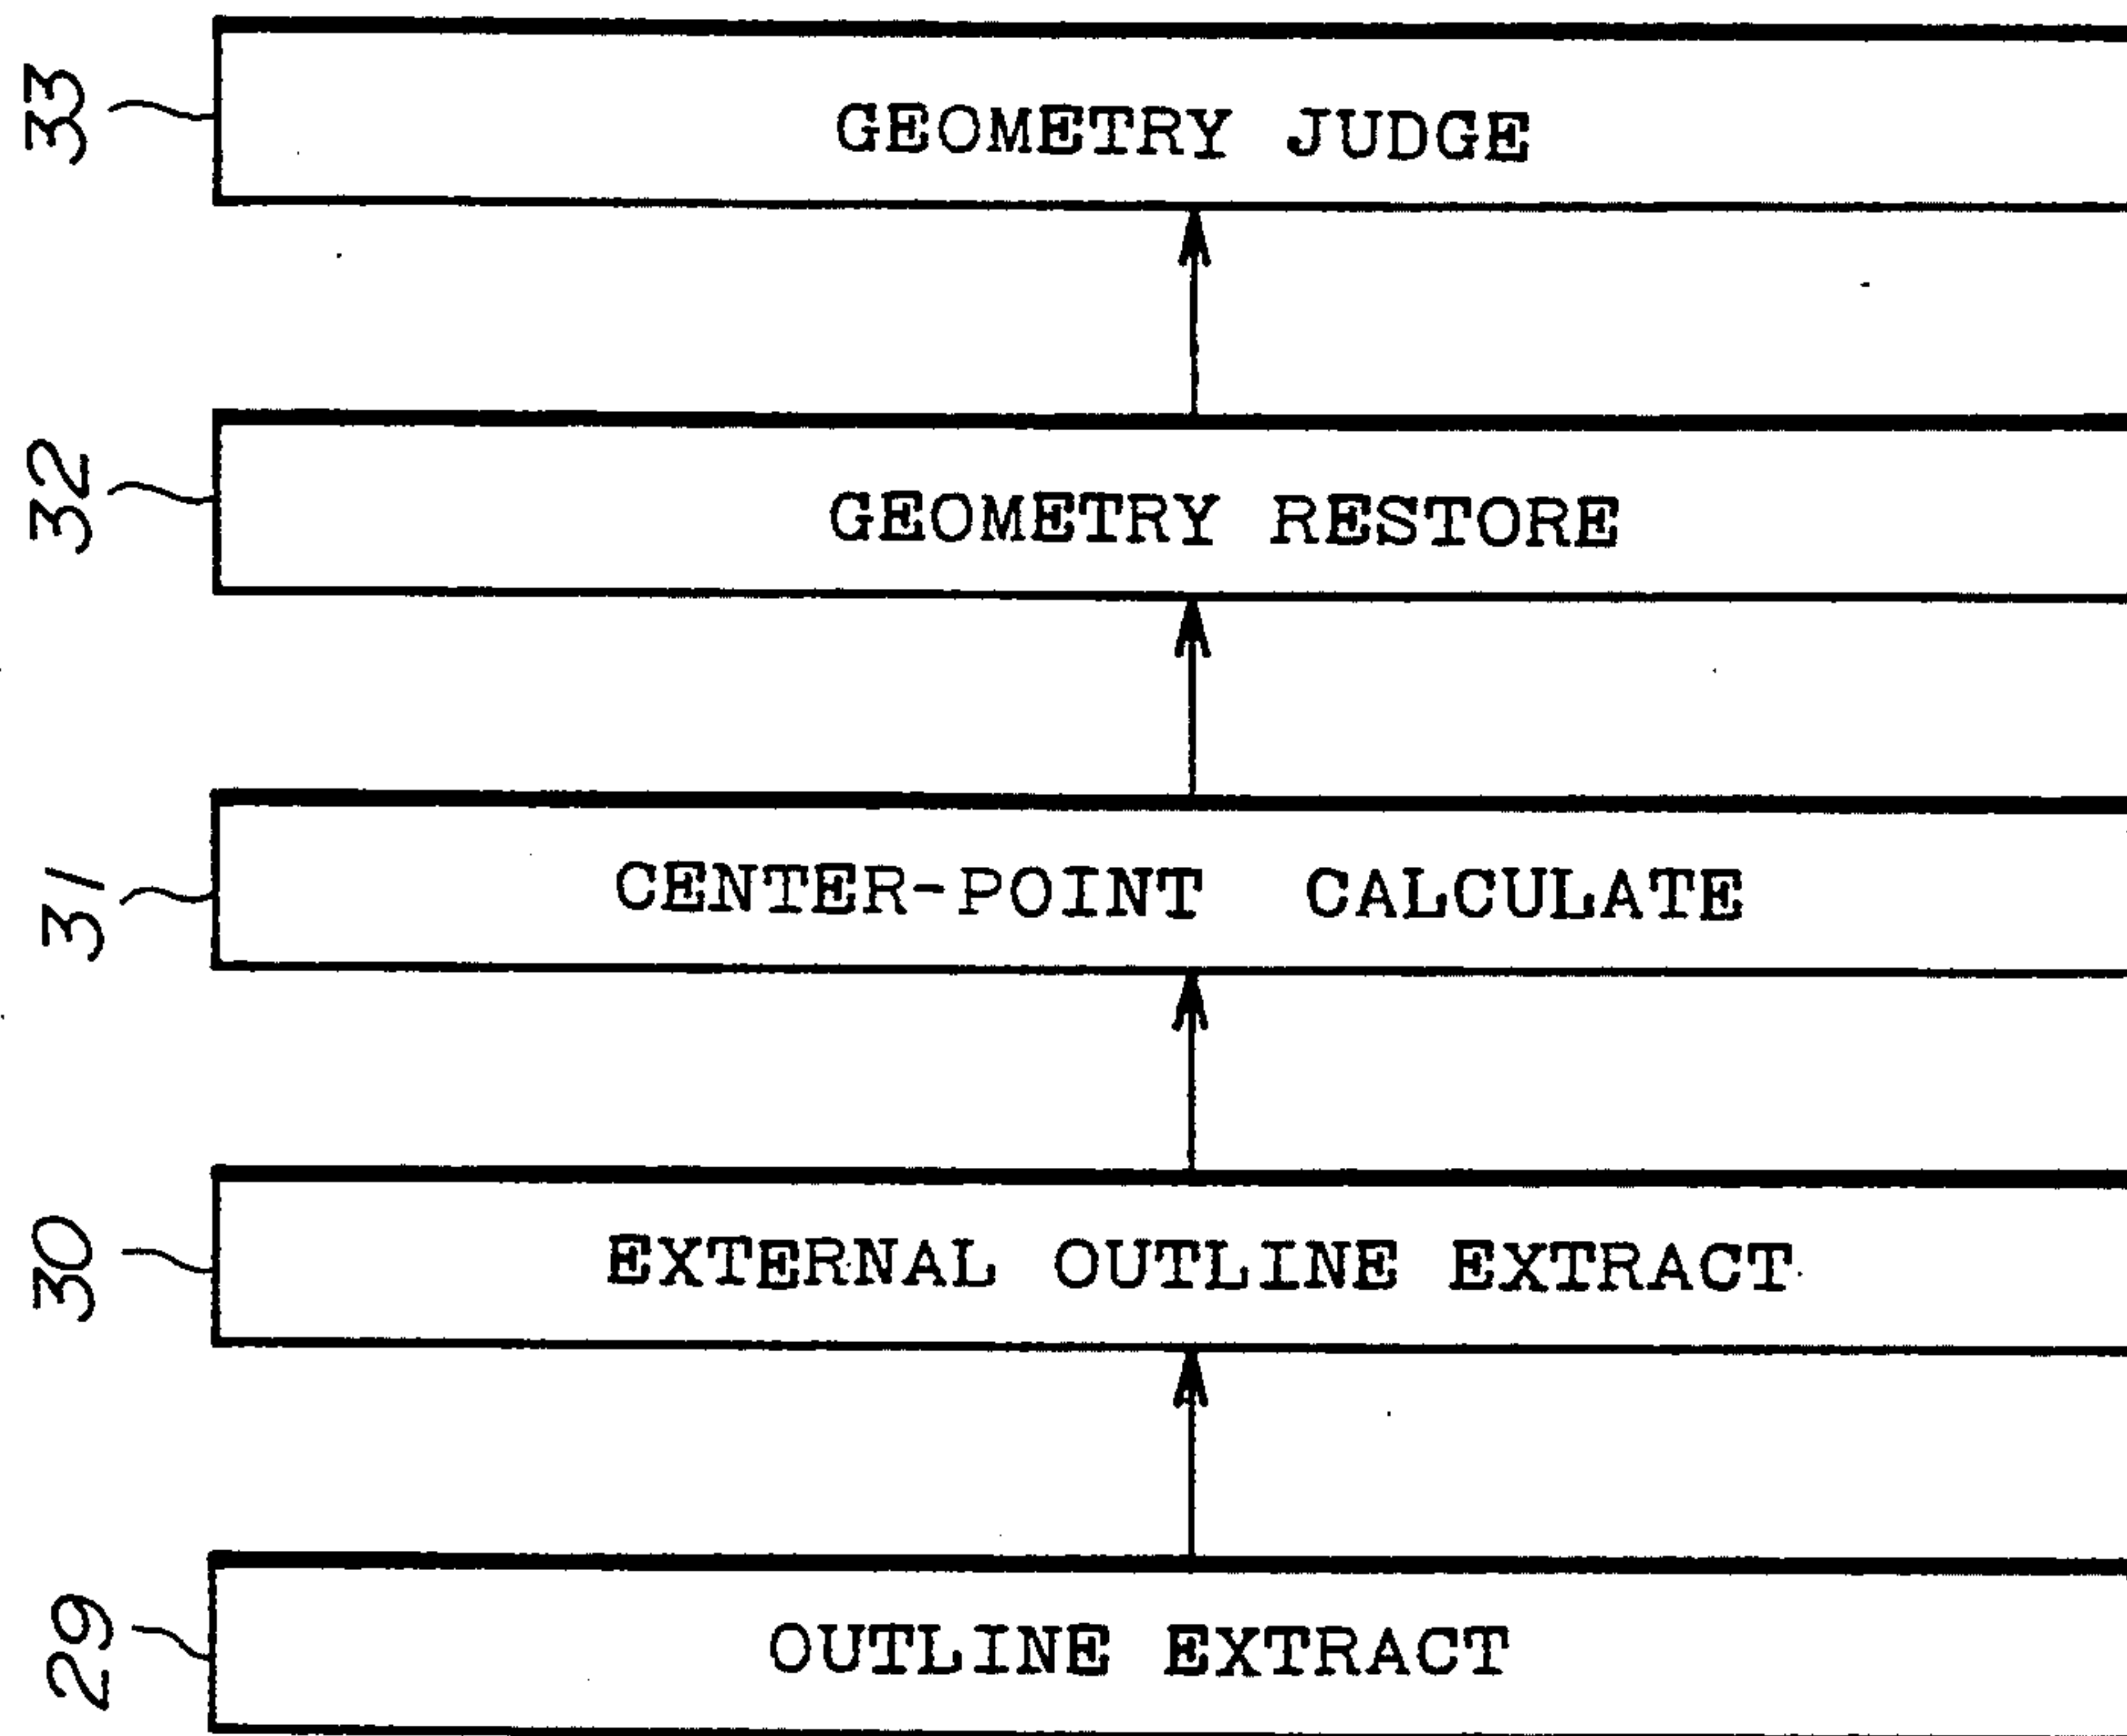 33
GEOMETRY JUDGE
32
GEOMETRY RESTORE
31
CENTER-POINT CALCULATE
30
EXTERNAL OUTLINE EXTRACT
29
OUTLINE EXTRACT